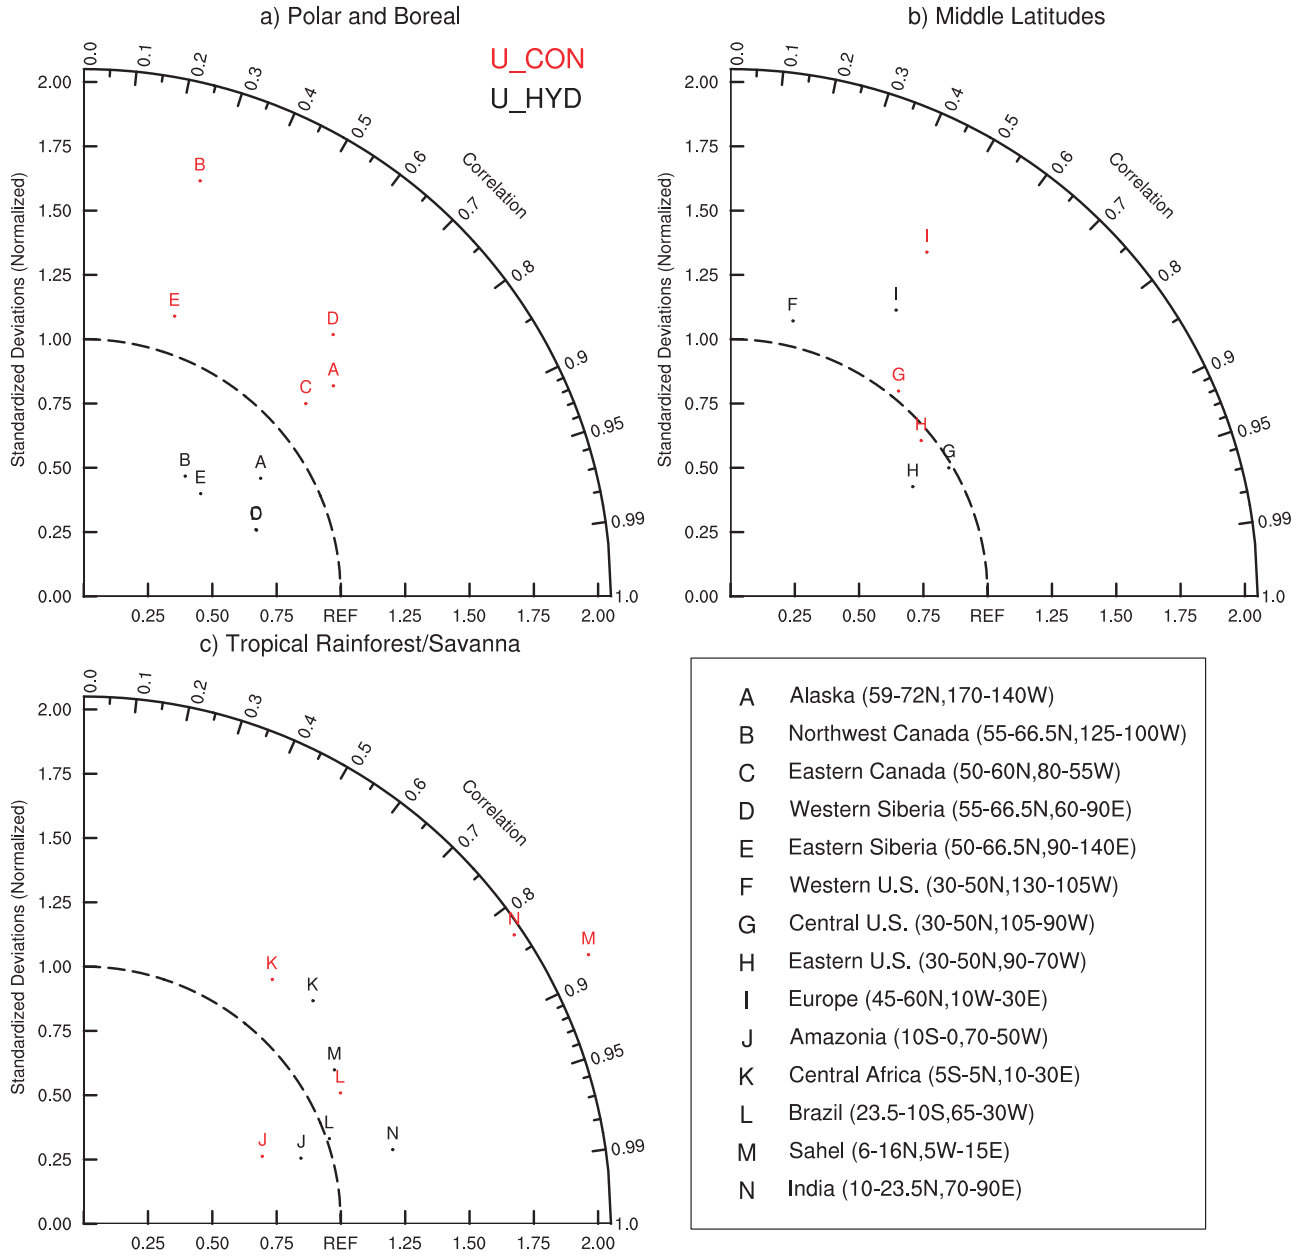 a) Polar and Boreal
U_CON
U_HYD
Standardized Deviations (Normalized)
2.00
1.75
1.50
1.25
1.00
0.75
0.50
0.25
0.00
0.25
0.50
0.75
REF
1.25
1.50
1.75
2.00
0.0
0.1
0.2
0.3
0.4
0.5
0.6
0.7
0.8
0.9
0.95
0.99
1.0
Correlation
B
E
D
A
C
B
E
A
C
D
b) Middle Latitudes
Standardized Deviations (Normalized)
2.00
1.75
1.50
1.25
1.00
0.75
0.50
0.25
0.00
0.25
0.50
0.75
REF
1.25
1.50
1.75
2.00
0.0
0.1
0.2
0.3
0.4
0.5
0.6
0.7
0.8
0.9
0.95
0.99
1.0
Correlation
I
I
F
G
H
G
H
c) Tropical Rainforest/Savanna
Standardized Deviations (Normalized)
2.00
1.75
1.50
1.25
1.00
0.75
0.50
0.25
0.00
0.25
0.50
0.75
REF
1.25
1.50
1.75
2.00
0.0
0.1
0.2
0.3
0.4
0.5
0.6
0.7
0.8
0.9
0.95
0.99
1.0
Correlation
N
M
K
K
M
L
L
N
J
J
A Alaska (59-72N,170-140W)
B Northwest Canada (55-66.5N,125-100W)
C Eastern Canada (50-60N,80-55W)
D Western Siberia (55-66.5N,60-90E)
E Eastern Siberia (50-66.5N,90-140E)
F Western U.S. (30-50N,130-105W)
G Central U.S. (30-50N,105-90W)
H Eastern U.S. (30-50N,90-70W)
I Europe (45-60N,10W-30E)
J Amazonia (10S-0,70-50W)
K Central Africa (5S-5N,10-30E)
L Brazil (23.5-10S,65-30W)
M Sahel (6-16N,5W-15E)
N India (10-23.5N,70-90E)